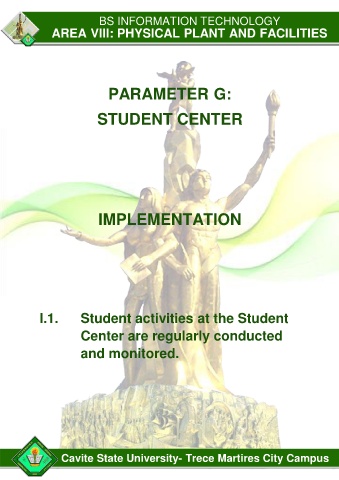 BS INFORMATION TECHNOLOGY
AREA VIII: PHYSICAL PLANT AND FACILITIES
PARAMETER G:
STUDENT CENTER
IMPLEMENTATION
I.1. Student activities at the Student
Center are regularly conducted
and monitored.
Cavite State University- Trece Martires City Campus